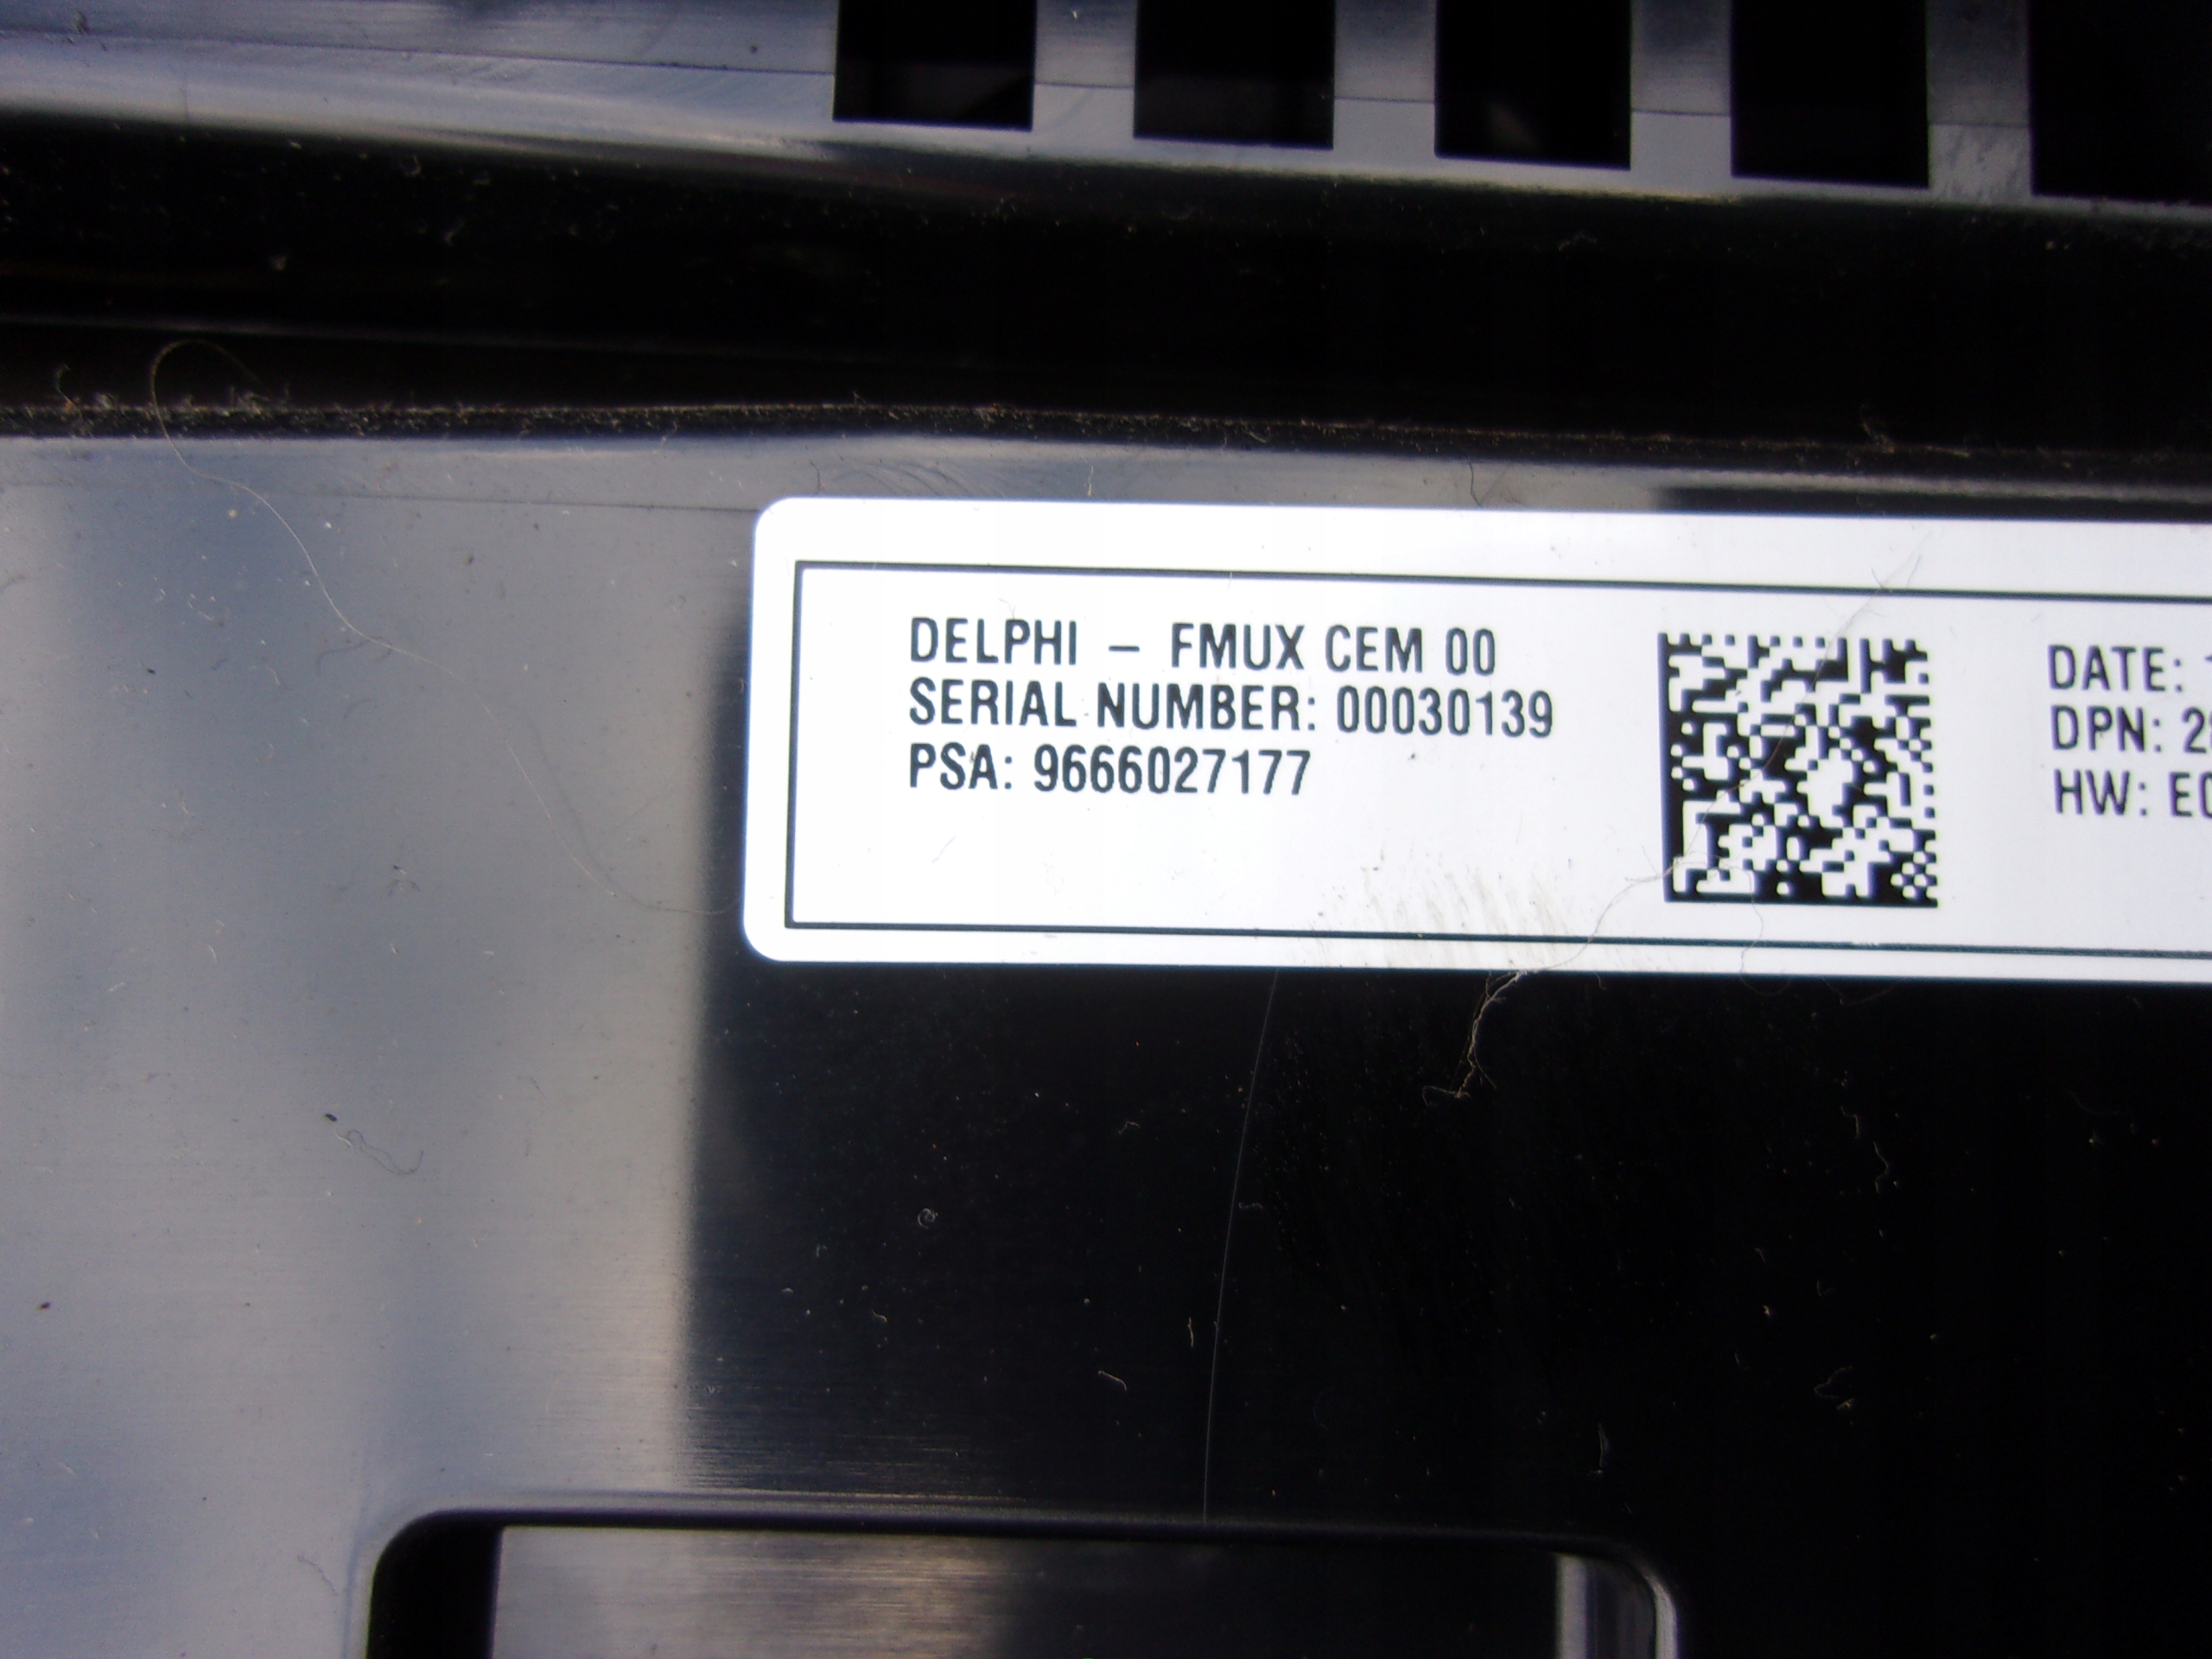 DELPHI – FMUX CEM 00
SERIAL NUMBER: 00030139
PSA: 9666027177
DATE:
DPN:
HW: